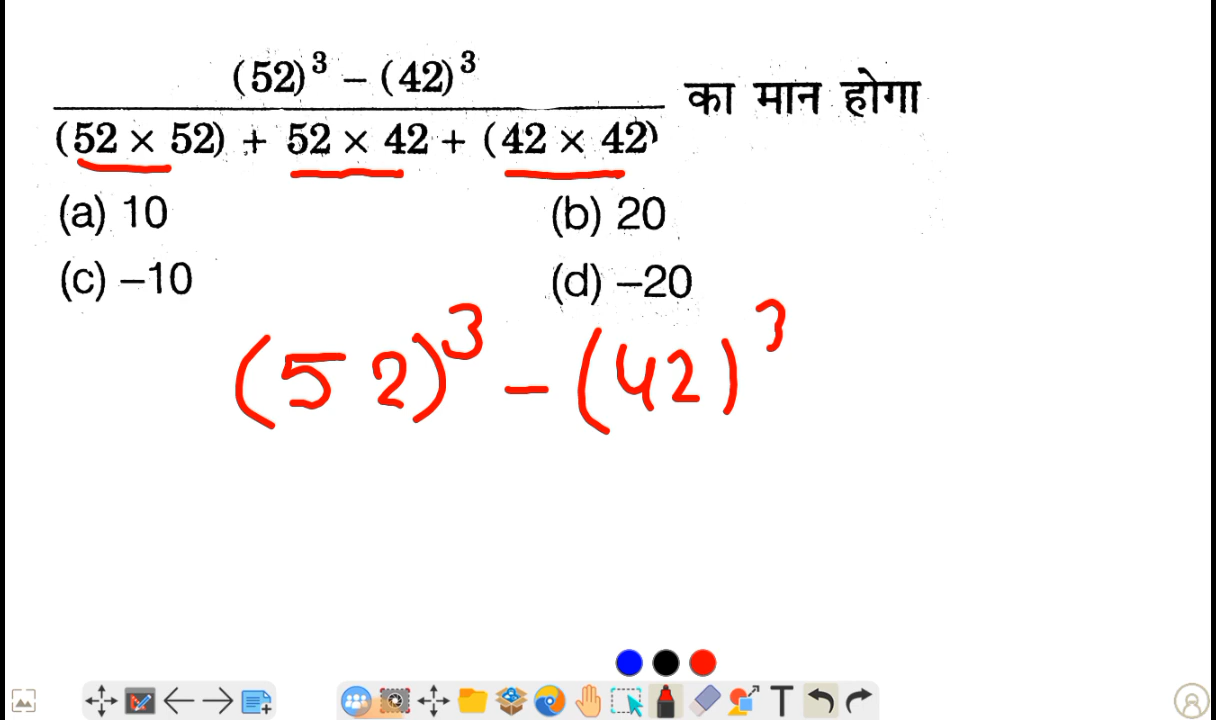 (52)³ – (42)³
(52 × 52) + 52 × 42 + (42 × 42) का मान होगा
(a) 10 (b) 20
(c) –10 (d) –20
(52)³ – (42)³
T